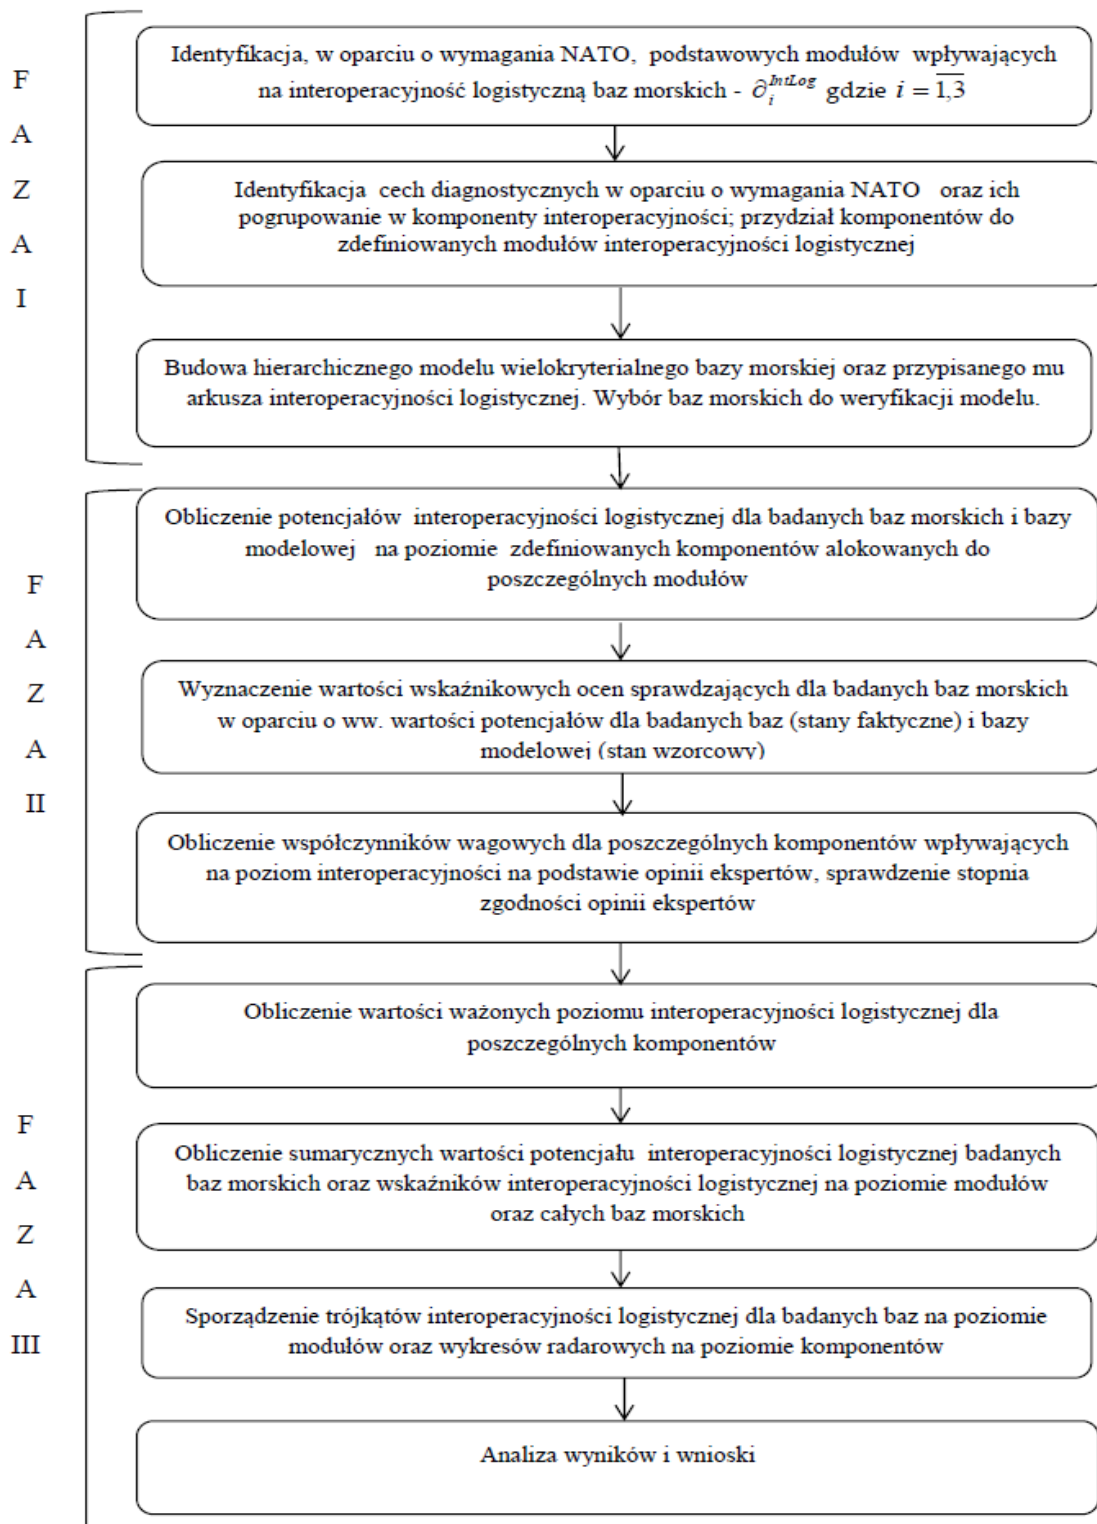 F
A
Z
A
I
Identyfikacja, w oparciu o wymagania NATO, podstawowych modułów wpływających
na interoperacyjność logistyczną baz morskich - $\partial_i^{IntLog}$ gdzie $i = \overline{1,3}$
Identyfikacja cech diagnostycznych w oparciu o wymagania NATO oraz ich
pogrupowanie w komponenty interoperacyjności; przydział komponentów do
zdefiniowanych modułów interoperacyjności logistycznej
Budowa hierarchicznego modelu wielokryterialnego bazy morskiej oraz przypisanego mu
arkusza interoperacyjności logistycznej. Wybór baz morskich do weryfikacji modelu.
F
A
Z
A
II
Obliczenie potencjałów interoperacyjności logistycznej dla badanych baz morskich i bazy
modelowej na poziomie zdefiniowanych komponentów alokowanych do
poszczególnych modułów
Wyznaczenie wartości wskaźnikowych ocen sprawdzających dla badanych baz morskich
w oparciu o ww. wartości potencjałów dla badanych baz (stany faktyczne) i bazy
modelowej (stan wzorcowy)
Obliczenie współczynników wagowych dla poszczególnych komponentów wpływających
na poziom interoperacyjności na podstawie opinii ekspertów, sprawdzenie stopnia
zgodności opinii ekspertów
F
A
Z
A
III
Obliczenie wartości ważonych poziomu interoperacyjności logistycznej dla
poszczególnych komponentów
Obliczenie sumarycznych wartości potencjału interoperacyjności logistycznej badanych
baz morskich oraz wskaźników interoperacyjności logistycznej na poziomie modułów
oraz całych baz morskich
Sporządzenie trójkątów interoperacyjności logistycznej dla badanych baz na poziomie
modułów oraz wykresów radarowych na poziomie komponentów
Analiza wyników i wnioski